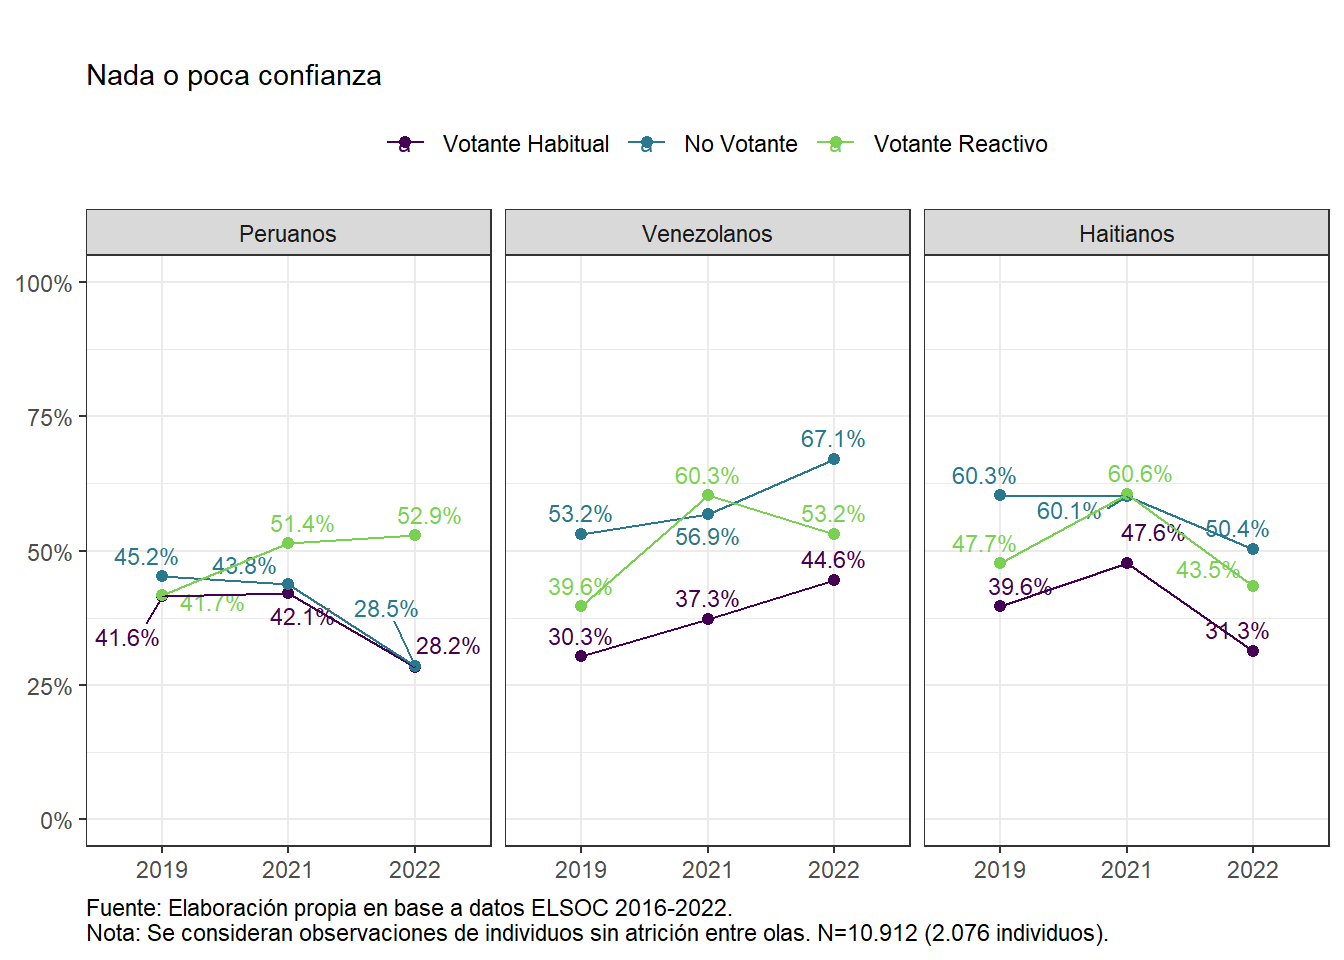 Nada o poca confianza
a Votante Habitual a No Votante a Votante Reactivo
Peruanos Venezolanos Haitianos
100%
75%
50%
25%
0%
45.2% 43.8% 28.5%
41.7% 51.4% 52.9%
41.6% 42.1% 28.2%
53.2% 56.9% 67.1%
39.6% 60.3% 53.2%
30.3% 37.3% 44.6%
60.3% 60.1% 50.4%
47.7% 60.6% 43.5%
39.6% 47.6% 31.3%
2019 2021 2022 2019 2021 2022 2019 2021 2022
Fuente: Elaboración propia en base a datos ELSOC 2016-2022.
Nota: Se consideran observaciones de individuos sin atrición entre olas. N=10.912 (2.076 individuos).